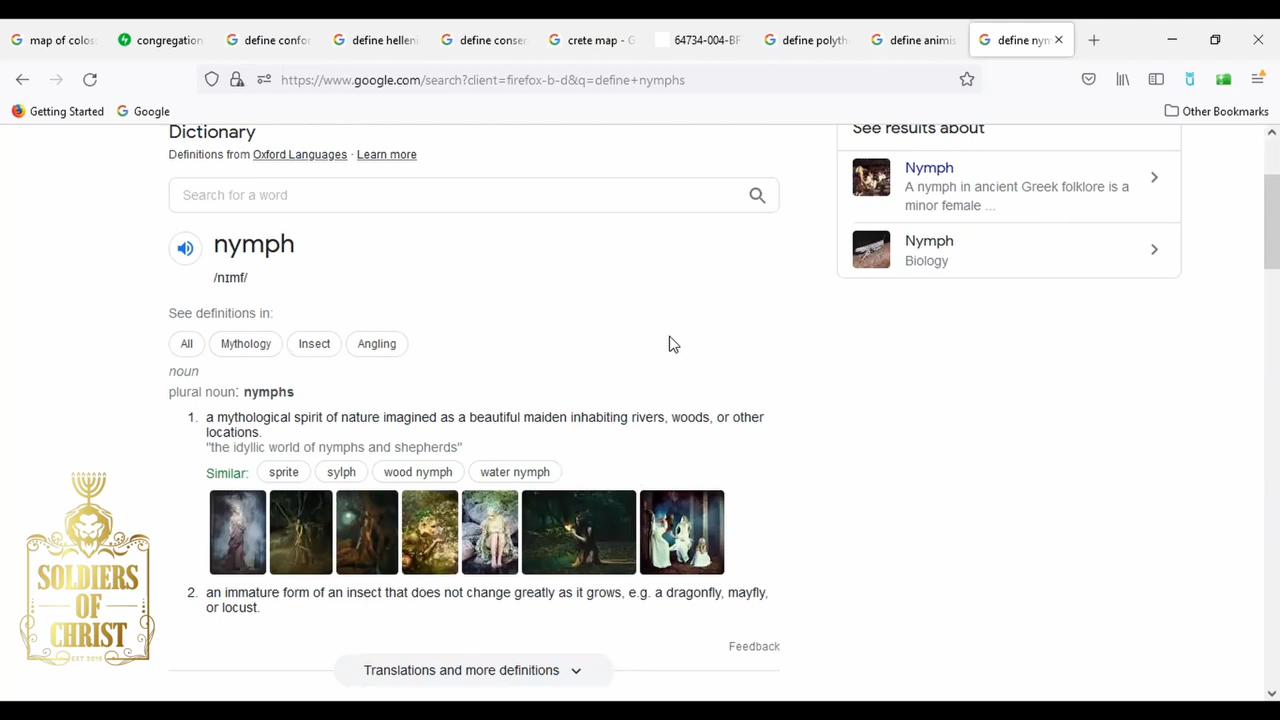 map of colos
congregation
define confor
define helleni
define conser
crete map - G
64734-004-BF
define polyth
define animis
define nym
https://www.google.com/search?client=firefox-b-d&q=define+nymphs
Getting Started
Google
Other Bookmarks
Dictionary
Definitions from Oxford Languages · Learn more
Search for a word
nymph
/nɪmf/
See definitions in:
All
Mythology
Insect
Angling
noun
plural noun: nymphs
1. a mythological spirit of nature imagined as a beautiful maiden inhabiting rivers, woods, or other
locations.
"the idyllic world of nymphs and shepherds"
Similar:
sprite
sylph
wood nymph
water nymph
2. an immature form of an insect that does not change greatly as it grows, e.g. a dragonfly, mayfly,
or locust.
Feedback
Translations and more definitions
See results about
Nymph
A nymph in ancient Greek folklore is a
minor female ...
Nymph
Biology
SOLDIERS
OF
CHRIST